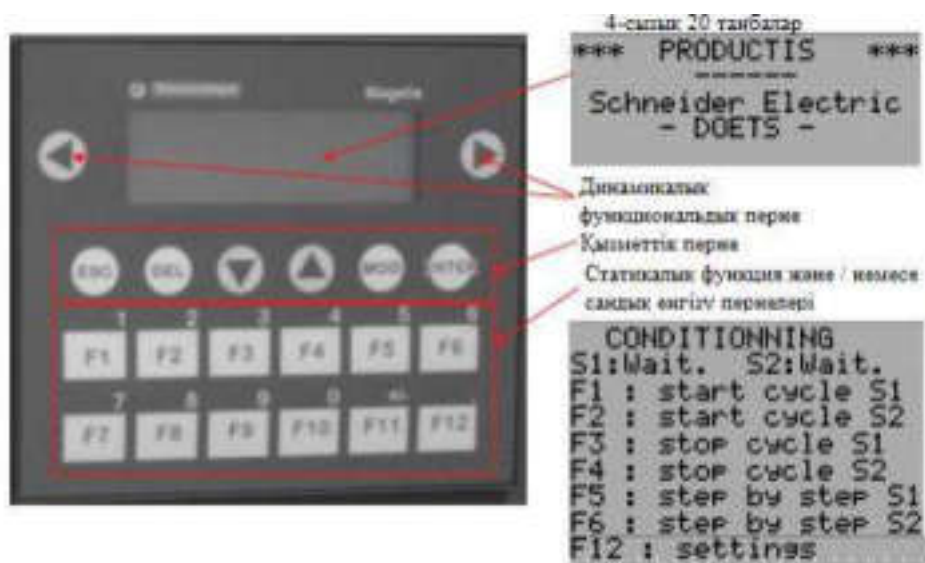 4-сызық 20 таңбалар
*** PRODUCTIS ***
------
Schneider Electric
- DOETS -
Magelis
Динамикалық
функциональдық перне
Қызметтік перне
Статикалық функция және / немесе
сандық енгізу пернелері
ESC DEL MOD ENTER
1 2 3 4 5 6
F1 F2 F3 F4 F5 F6
7 8 9 0 +/- .
F7 F8 F9 F10 F11 F12
CONDITIONNING
S1:Wait. S2:Wait.
F1 : start cycle S1
F2 : start cycle S2
F3 : stop cycle S1
F4 : stop cycle S2
F5 : step by step S1
F6 : step by step S2
F12 : settings